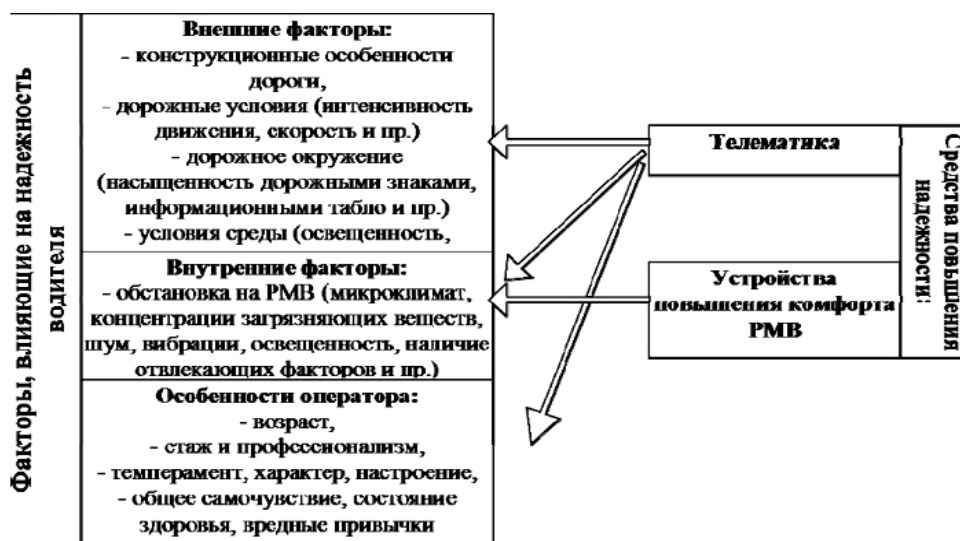 Факторы, влияющие на надежность
водителя
Внешние факторы:
- конструкционные особенности
дороги,
- дорожные условия (интенсивность
движения, скорость и пр.)
- дорожное окружение
(насыщенность дорожными знаками,
информационными табло и пр.)
- условия среды (освещенность,
Внутренние факторы:
- обстановка на РМВ (микроклимат,
концентрации загрязняющих веществ,
шум, вибрации, освещенность, наличие
отвлекающих факторов и пр.)
Особенности оператора:
- возраст,
- стаж и профессионализм,
- темперамент, характер, настроение,
- общее самочувствие, состояние
здоровья, вредные привычки
Телематика
Устройства
повышения комфорта
РМВ
Средства повышения
надежности: